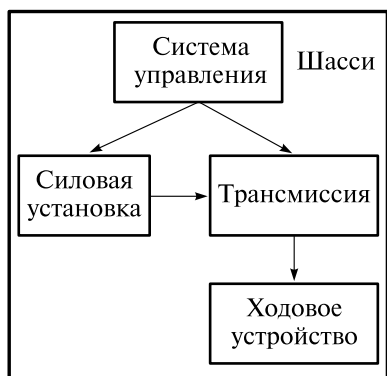 Система
управления
Шасси
Силовая
установка
Трансмиссия
Ходовое
устройство